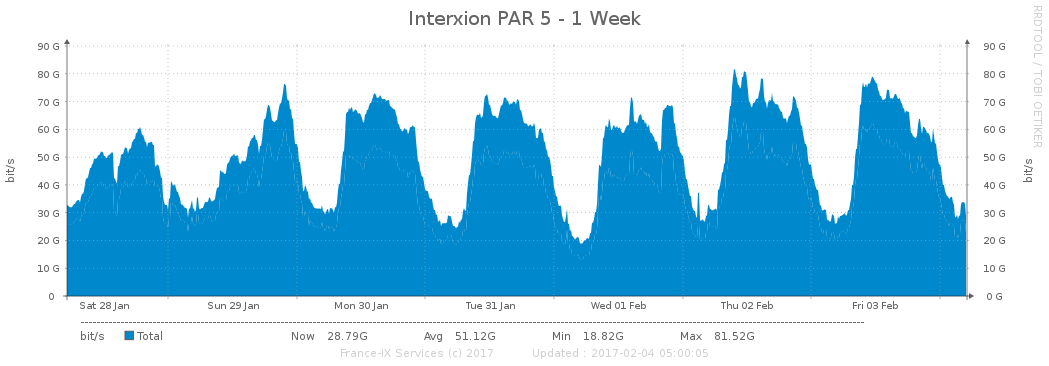 Interxion PAR 5 - 1 Week
RRDTOOL / TOBI OETIKER
90 G 90 G
80 G 80 G
70 G 70 G
60 G 60 G
50 G 50 G
40 G 40 G
30 G 30 G
20 G 20 G
10 G 10 G
0 0 G
bit/s
bit/s
Sat 28 Jan Sun 29 Jan Mon 30 Jan Tue 31 Jan Wed 01 Feb Thu 02 Feb Fri 03 Feb
bit/s Total Now 28.79G Avg 51.12G Min 18.82G Max 81.52G
France-IX Services (c) 2017 Updated : 2017-02-04 05:00:05